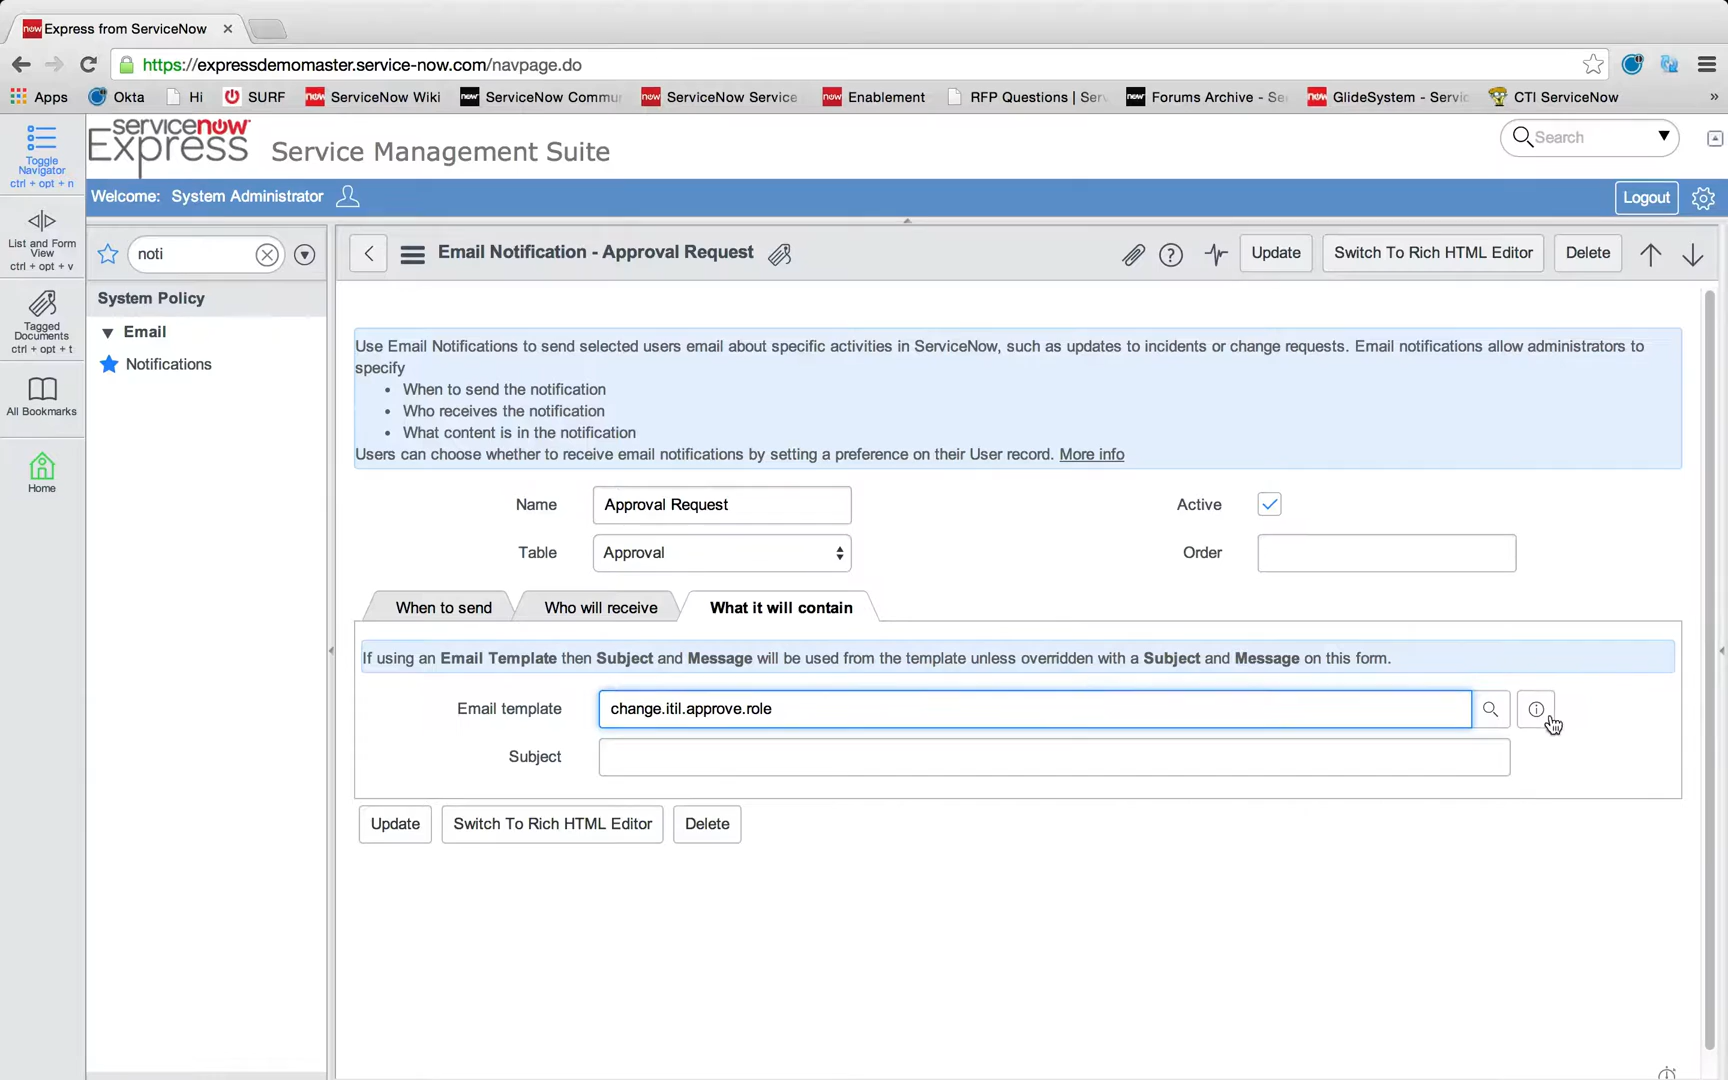 Express from ServiceNow
https://expressdemomaster.service-now.com/navpage.do
Apps Okta Hi SURF ServiceNow Wiki ServiceNow Commu ServiceNow Service Enablement RFP Questions | Serv Forums Archive - Se GlideSystem - Servic CTI ServiceNow »
Toggle
Navigator
ctrl + opt + n
List and Form
View
ctrl + opt + v
Tagged
Documents
ctrl + opt + t
All Bookmarks
Home
servicenow
Express Service Management Suite
Search
Welcome: System Administrator
Logout
noti
System Policy
Email
Notifications
Email Notification - Approval Request
Update Switch To Rich HTML Editor Delete
Use Email Notifications to send selected users email about specific activities in ServiceNow, such as updates to incidents or change requests. Email notifications allow administrators to
specify
• When to send the notification
• Who receives the notification
• What content is in the notification
Users can choose whether to receive email notifications by setting a preference on their User record. More info
Name Approval Request Active
Table Approval Order
When to send Who will receive What it will contain
If using an Email Template then Subject and Message will be used from the template unless overridden with a Subject and Message on this form.
Email template change.itil.approve.role
Subject
Update Switch To Rich HTML Editor Delete